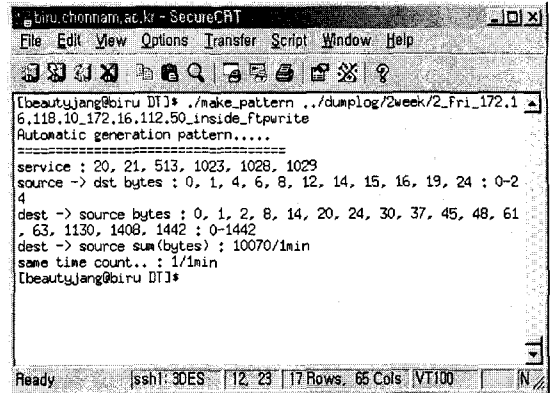 biru.chonnam.ac.kr - SecureCRT
File Edit View Options Transfer Script Window Help
[beautyjang@biru DT]$ ./make_pattern ../dumplog/2week/2_Fri_172.1
6.118.10_172.16.112.50_inside_ftpwrite
Automatic generation pattern.....
==================================
service : 20, 21, 513, 1023, 1028, 1029
source -> dst bytes : 0, 1, 4, 6, 8, 12, 14, 15, 16, 19, 24 : 0-2
4
dest -> source bytes : 0, 1, 2, 8, 14, 20, 24, 30, 37, 45, 48, 61
, 63, 1130, 1408, 1442 : 0-1442
dest -> source sum(bytes) : 10070/1min
same time count.. : 1/1min
[beautyjang@biru DT]$
Ready ssh1: 3DES 12, 23 17 Rows, 65 Cols VT100 N